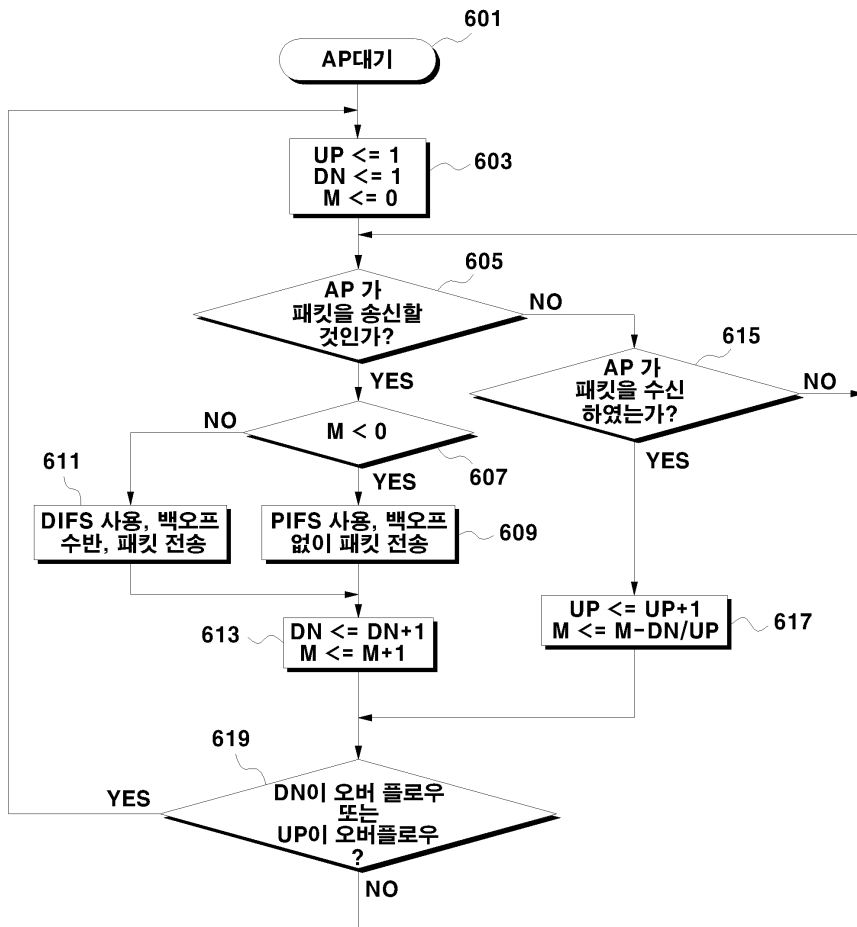 601
AP대기
UP <= 1
DN <= 1
M <= 0
603
605
AP 가
패킷을 송신할
것인가?
NO
YES
615
AP 가
패킷을 수신
하였는가?
NO
YES
NO
M < 0
607
YES
611
DIFS 사용, 백오프
수반, 패킷 전송
PIFS 사용, 백오프
없이 패킷 전송
609
613
DN <= DN+1
M <= M+1
UP <= UP+1
M <= M-DN/UP
617
619
YES
DN이 오버 플로우
또는
UP이 오버플로우
?
NO